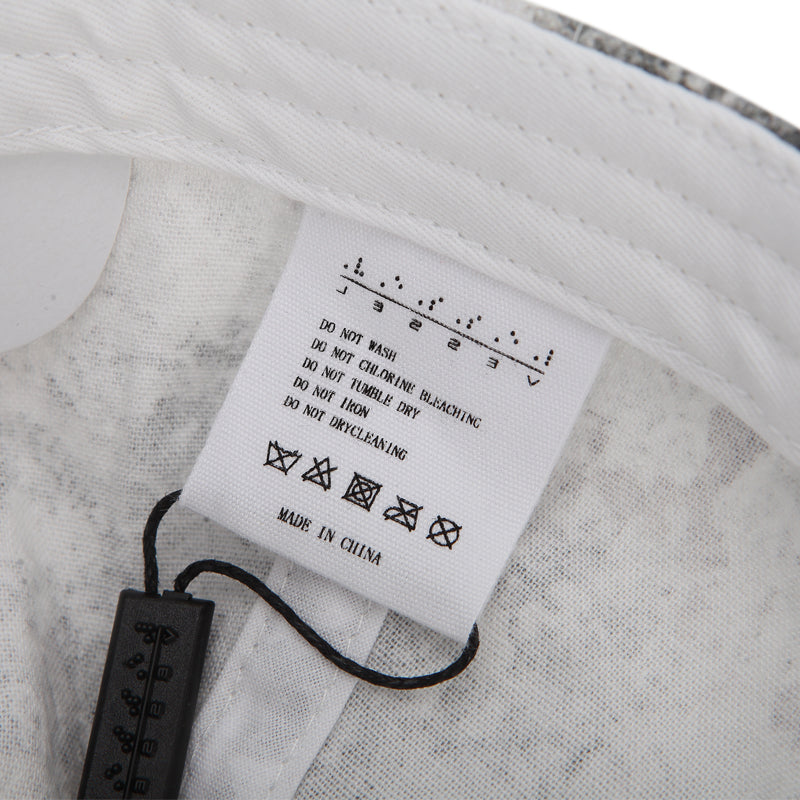 DO NOT WASH
DO NOT CHLORINE BLEACHING
DO NOT TUMBLE DRY
DO NOT IRON
DO NOT DRYCLEANING
MADE IN CHINA